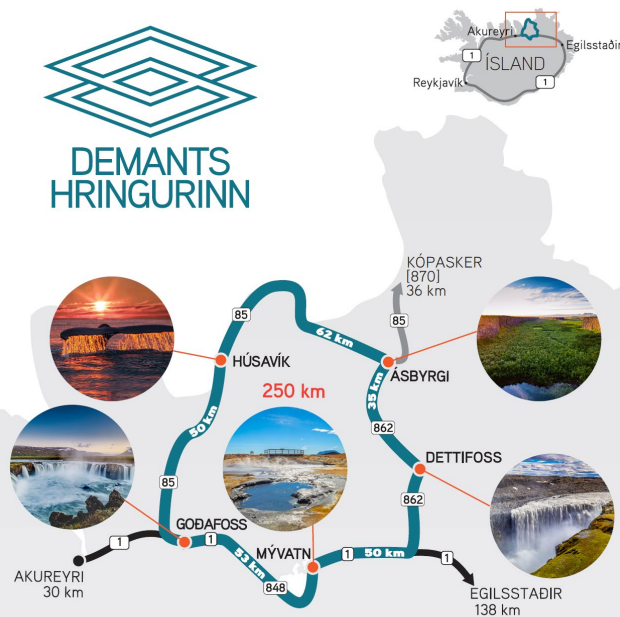 DEMANTS
HRINGURINN
Akureyri
Egilsstaðir
1
ÍSLAND
Reykjavík
1
KÓPASKER
[870]
36 km
85
85
62 km
HÚSAVÍK
ÁSBYRGI
250 km
35 km
50 km
862
DETTIFOSS
85
862
GOÐAFOSS
1
1
MÝVATN
1
50 km
1
53 km
AKUREYRI
30 km
848
EGILSSTAÐIR
138 km